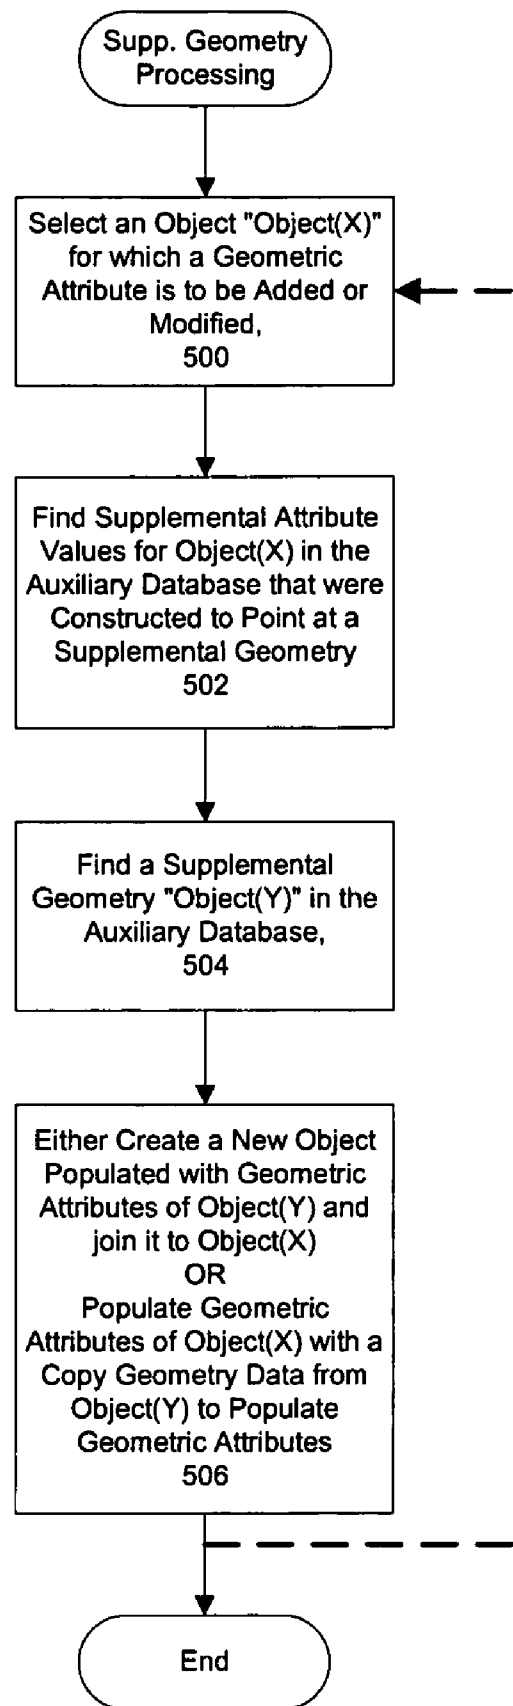 Supp. Geometry
Processing
Select an Object "Object(X)"
for which a Geometric
Attribute is to be Added or
Modified,
500
Find Supplemental Attribute
Values for Object(X) in the
Auxiliary Database that were
Constructed to Point at a
Supplemental Geometry
502
Find a Supplemental
Geometry "Object(Y)" in the
Auxiliary Database,
504
Either Create a New Object
Populated with Geometric
Attributes of Object(Y) and
join it to Object(X)
OR
Populate Geometric
Attributes of Object(X) with a
Copy Geometry Data from
Object(Y) to Populate
Geometric Attributes
506
End